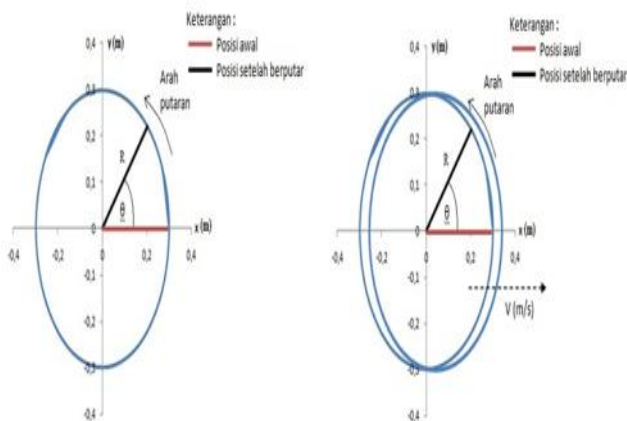 Keterangan :
Posisi awal
Posisi setelah berputar
y(m)
0,4
0,3
0,2
0,1
0
-0,1
-0,2
-0,3
-0,4
Arah
putaran
R
θ
x(m)
-0,4
-0,2
0
0,2
0,4
Keterangan :
Posisi awal
Posisi setelah berputar
y(m)
0,4
0,3
0,2
0,1
0
-0,1
-0,2
-0,3
-0,4
Arah
putaran
R
θ
x(m)
-0,4
-0,2
0
0,2
0,4
V (m/s)